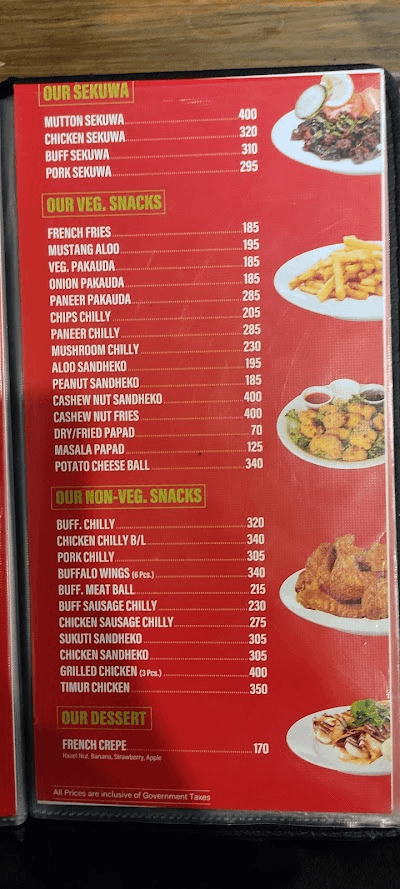 OUR SEKUWA
MUTTON SEKUWA 400
CHICKEN SEKUWA 320
BUFF SEKUWA 310
PORK SEKUWA 295
OUR VEG. SNACKS
FRENCH FRIES 185
MUSTANG ALOO 195
VEG. PAKAUDA 185
ONION PAKAUDA 185
PANEER PAKAUDA 285
CHIPS CHILLY 205
PANEER CHILLY 285
MUSHROOM CHILLY 230
ALOO SANDHEKO 195
PEANUT SANDHEKO 185
CASHEW NUT SANDHEKO 400
CASHEW NUT FRIES 400
DRY/FRIED PAPAD 70
MASALA PAPAD 125
POTATO CHEESE BALL 340
OUR NON-VEG. SNACKS
BUFF. CHILLY 320
CHICKEN CHILLY B/L 340
PORK CHILLY 305
BUFFALO WINGS (6 Pcs.) 340
BUFF. MEAT BALL 215
BUFF SAUSAGE CHILLY 230
CHICKEN SAUSAGE CHILLY 275
SUKUTI SANDHEKO 305
CHICKEN SANDHEKO 305
GRILLED CHICKEN (3 Pcs.) 400
TIMUR CHICKEN 350
OUR DESSERT
FRENCH CREPE 170
Hazel Nut, Banana, Strawberry, Apple
All Prices are inclusive of Government Taxes